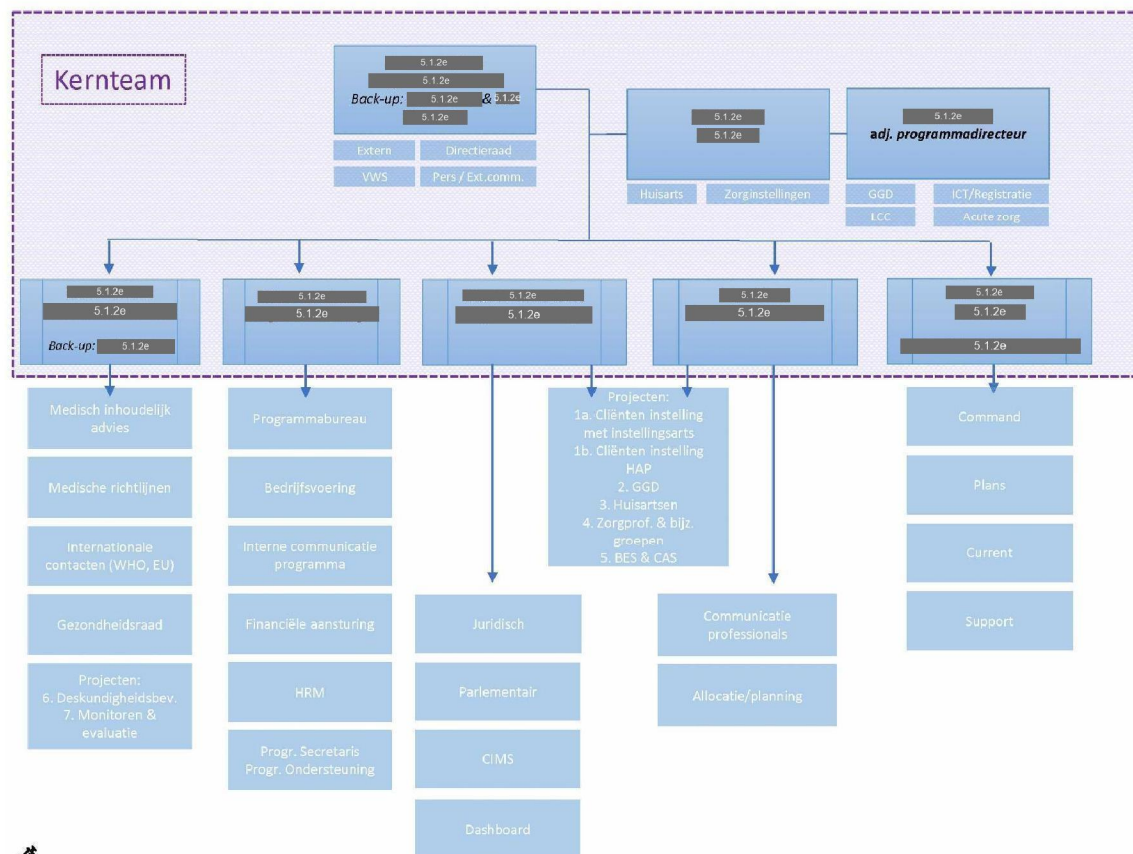 Kernteam
5.1.2e
5.1.2e
Back-up: 5.1.2e & 5.1.2e
5.1.2e
Extern
Directieraad
VWS
Pers / Ext.comm.
5.1.2e
5.1.2e
Huisarts
Zorginstellingen
5.1.2e
adj. programmadirecteur
GGD
ICT/Registratie
LCC
Acute zorg
5.1.2e
5.1.2e
Back-up: 5.1.2e
5.1.2e
5.1.2e
5.1.2e
5.1.2e
5.1.2e
5.1.2e
5.1.2e
5.1.2e
5.1.2e
Medisch inhoudelijk
advies
Medische richtlijnen
Internationale
contacten (WHO, EU)
Gezondheidsraad
Projecten:
6. Deskundigheidsbev.
7. Monitoren &
evaluatie
Programmabureau
Bedrijfsvoering
Interne communicatie
programma
Financiële aansturing
HRM
Progr. Secretaris
Progr. Ondersteuning
Juridisch
Parlementair
CIMS
Dashboard
Projecten:
1a. Cliënten instelling
met instellingsarts
1b. Cliënten instelling
HAP
2. GGD
3. Huisartsen
4. Zorgprof. & bijz.
groepen
5. BES & CAS
Communicatie
professionals
Allocatie/planning
Command
Plans
Current
Support